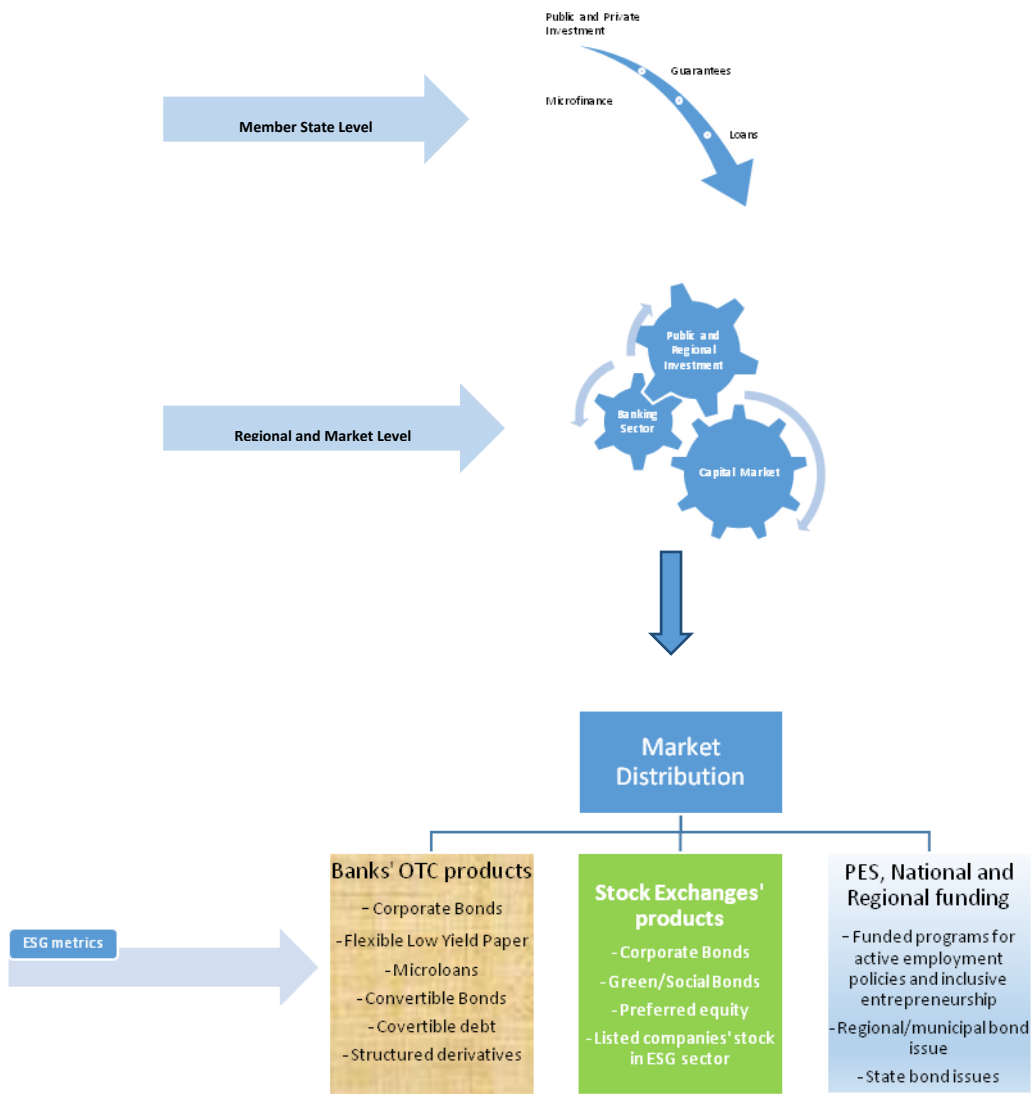 Public and Private
Investment
Guarantees
Microfinance
Loans
Member State Level
Public and
Regional
Investment
Banking
Sector
Regional and Market Level
Capital Market
Market
Distribution
Banks' OTC products
- Corporate Bonds
- Flexible Low Yield Paper
- Microloans
- Convertible Bonds
- Covertible debt
- Structured derivatives
Stock Exchanges'
products
- Corporate Bonds
- Green/Social Bonds
- Preferred equity
- Listed companies' stock
in ESG sector
PES, National and
Regional funding
- Funded programs for
active employment
policies and inclusive
entrepreneurship
- Regional/municipal bond
issue
- State bond issues
ESG metrics